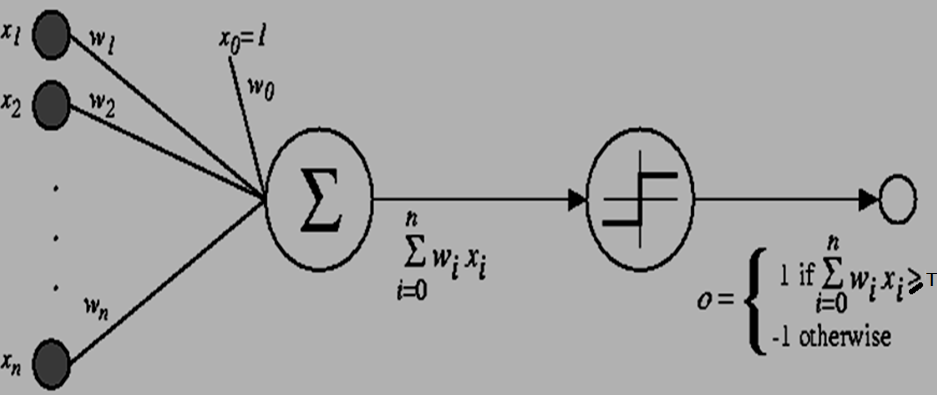 x1 w1
x0=1
w0
x2 w2
Σ
n
Σ wi xi
i=0
wn
xn
n
o = { 1 if Σ wi xi ≥ T
i=0
-1 otherwise